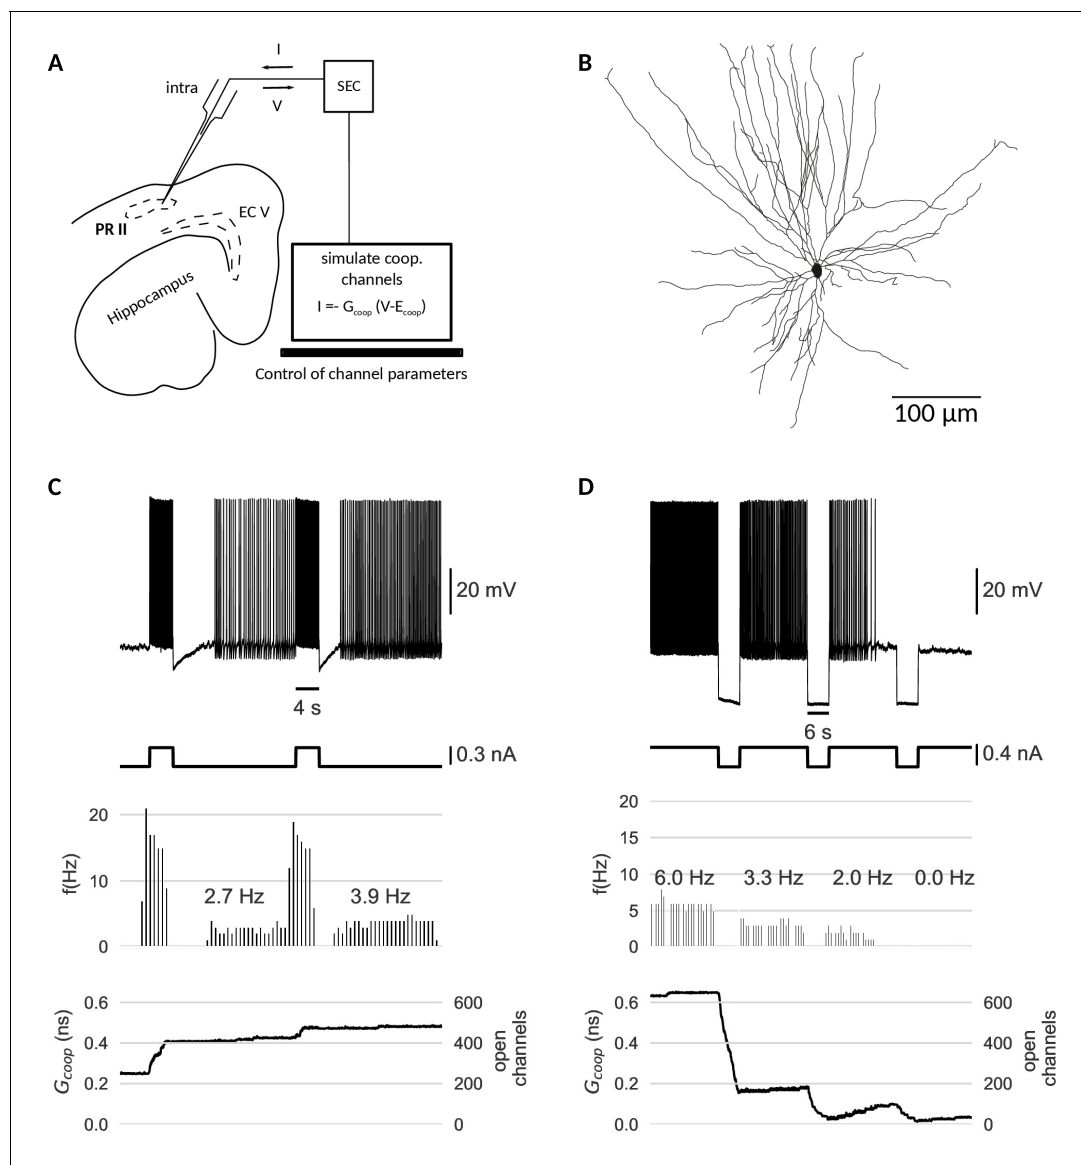 A
I
intra
SEC
V
PR II
EC V
Hippocampus
simulate coop.
channels
I =- Gcoop (V-Ecoop)
Control of channel parameters
B
100 µm
C
20 mV
4 s
0.3 nA
f(Hz)
20
10
0
2.7 Hz
3.9 Hz
Gcoop (ns)
0.6
0.4
0.2
0.0
600
400
200
0
open
channels
D
20 mV
6 s
0.4 nA
f(Hz)
20
15
10
5
0
6.0 Hz
3.3 Hz
2.0 Hz
0.0 Hz
Gcoop (ns)
0.6
0.4
0.2
0.0
600
400
200
0
open
channels